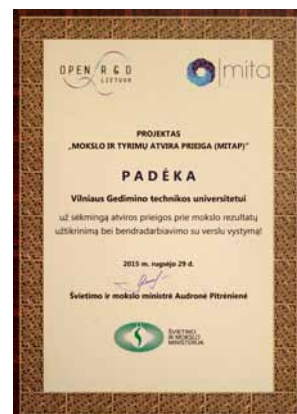 OPEN R & D
LIETUVA
mita
PROJEKTAS
„MOKSLO IR TYRIMŲ ATVIRA PRIEIGA (MITAP)"
PADĖKA
Vilniaus Gedimino technikos universitetui
už sėkmingą atviros prieigos prie mokslo rezultatų
užtikrinimą bei bendradarbiavimo su verslu vystymą!
2015 m. rugsėjo 29 d.
Švietimo ir mokslo ministrė Audronė Pitrėnienė
ŠVIETIMO
IR MOKSLO
MINISTERIJA